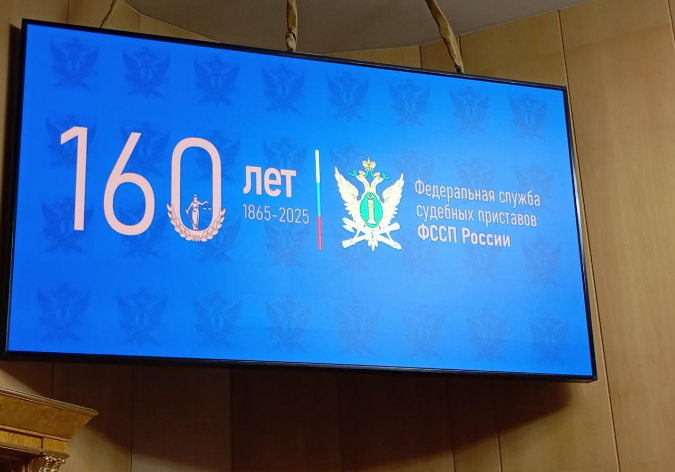 160 лет
1865-2025
Федеральная служба
судебных приставов
ФССП России